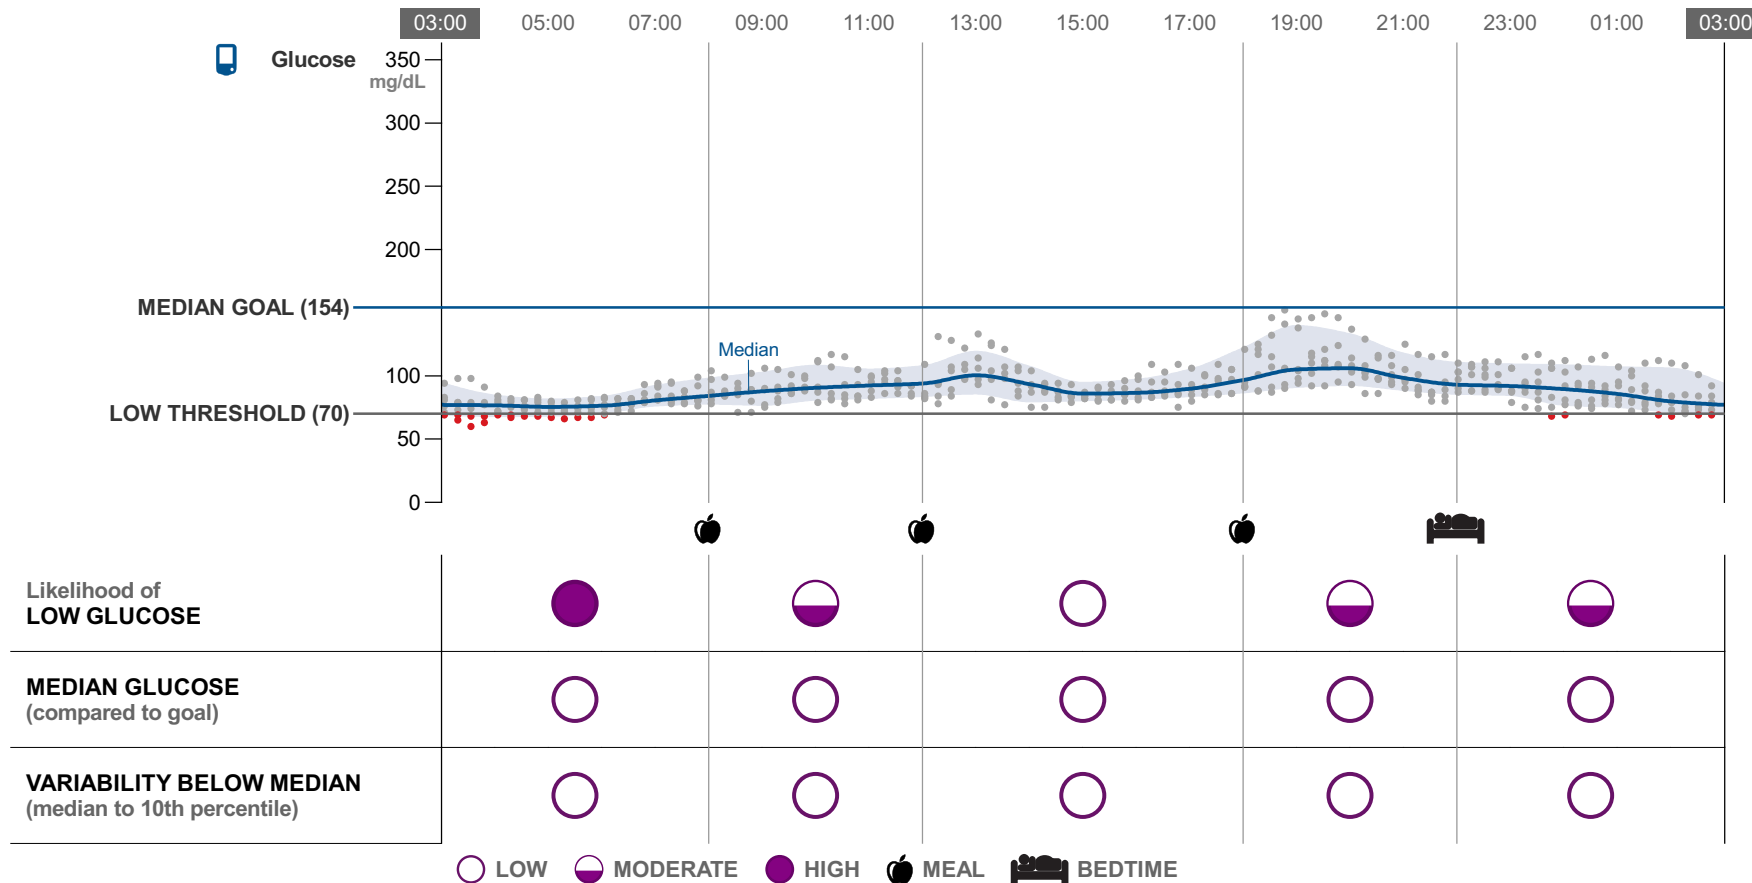 03:00 05:00 07:00 09:00 11:00 13:00 15:00 17:00 19:00 21:00 23:00 01:00 03:00
Glucose 350
mg/dL
300
250
200
MEDIAN GOAL (154)
Median
100
LOW THRESHOLD (70)
50
0
Likelihood of
LOW GLUCOSE
MEDIAN GLUCOSE
(compared to goal)
VARIABILITY BELOW MEDIAN
(median to 10th percentile)
LOW MODERATE HIGH MEAL BEDTIME